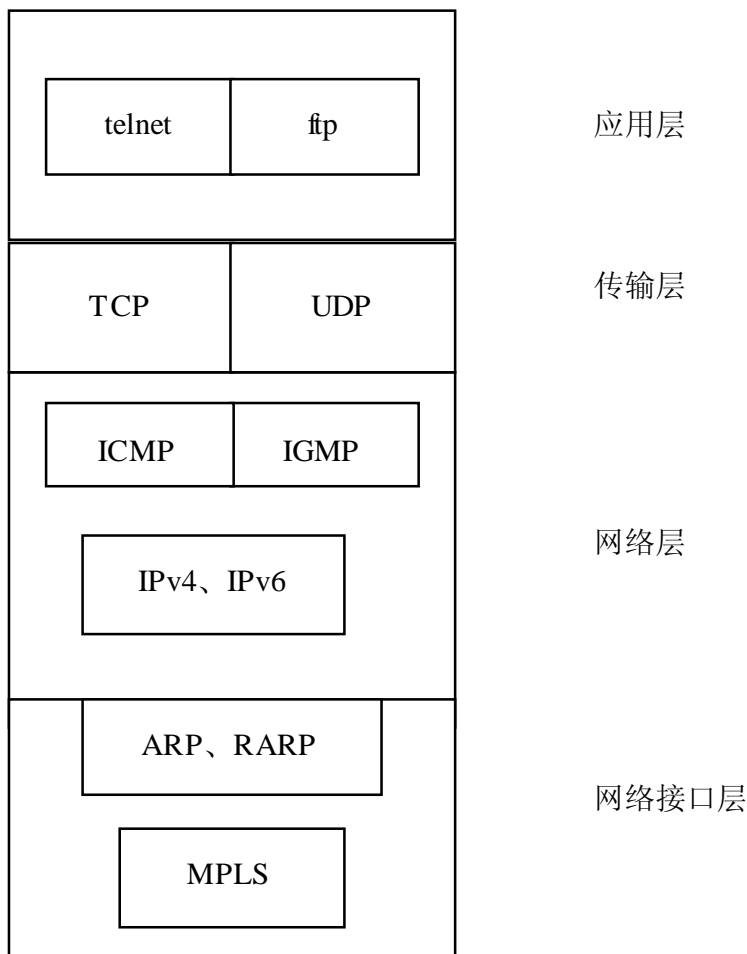 telnet ftp 应用层
TCP UDP 传输层
ICMP IGMP
IPv4、IPv6 网络层
ARP、RARP
网络接口层
MPLS